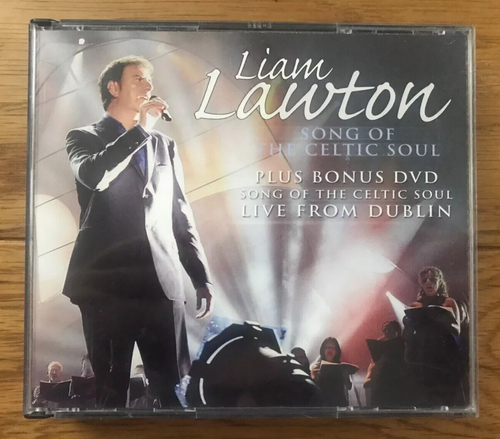 Liam
Lawton
SONG OF
THE CELTIC SOUL
PLUS BONUS DVD
SONG OF THE CELTIC SOUL
LIVE FROM DUBLIN